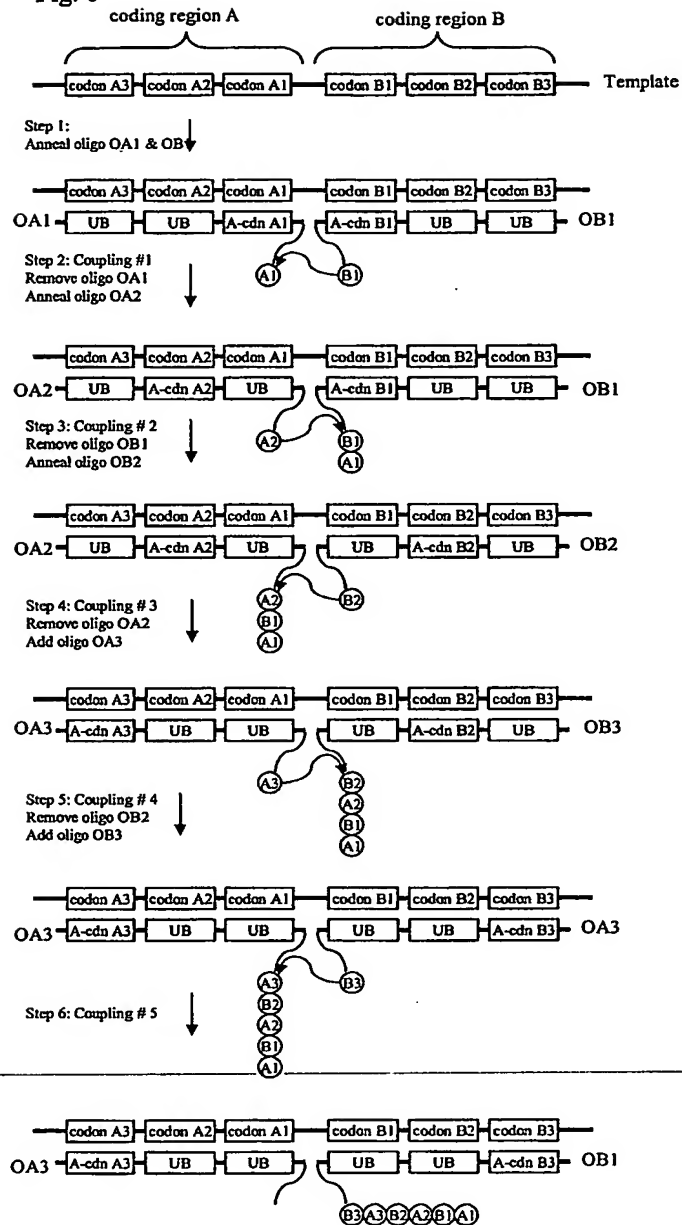 coding region A coding region B
codon A3 codon A2 codon A1 codon B1 codon B2 codon B3 Template
Step 1:
Anneal oligo OA1 & OB
codon A3 codon A2 codon A1 codon B1 codon B2 codon B3
OA1 UB UB A-cdn A1 A-cdn B1 UB UB OB1
Step 2: Coupling #1
Remove oligo OA1
Anneal oligo OA2
A1 B1
codon A3 codon A2 codon A1 codon B1 codon B2 codon B3
OA2 UB A-cdn A2 UB A-cdn B1 UB UB OB1
Step 3: Coupling # 2
Remove oligo OB1
Anneal oligo OB2
A2 B1
A1
codon A3 codon A2 codon A1 codon B1 codon B2 codon B3
OA2 UB A-cdn A2 UB UB A-cdn B2 UB OB2
Step 4: Coupling # 3
Remove oligo OA2
Add oligo OA3
A2 B2
B1
A1
codon A3 codon A2 codon A1 codon B1 codon B2 codon B3
OA3 A-cdn A3 UB UB UB A-cdn B2 UB OB3
Step 5: Coupling # 4
Remove oligo OB2
Add oligo OB3
A3 B2
A2
B1
A1
codon A3 codon A2 codon A1 codon B1 codon B2 codon B3
OA3 A-cdn A3 UB UB UB UB A-cdn B3 OA3
Step 6: Coupling # 5
A3 B3
B2
A2
B1
A1
codon A3 codon A2 codon A1 codon B1 codon B2 codon B3
OA3 A-cdn A3 UB UB UB UB A-cdn B3 OB1
B3 A3 B2 A2 B1 A1